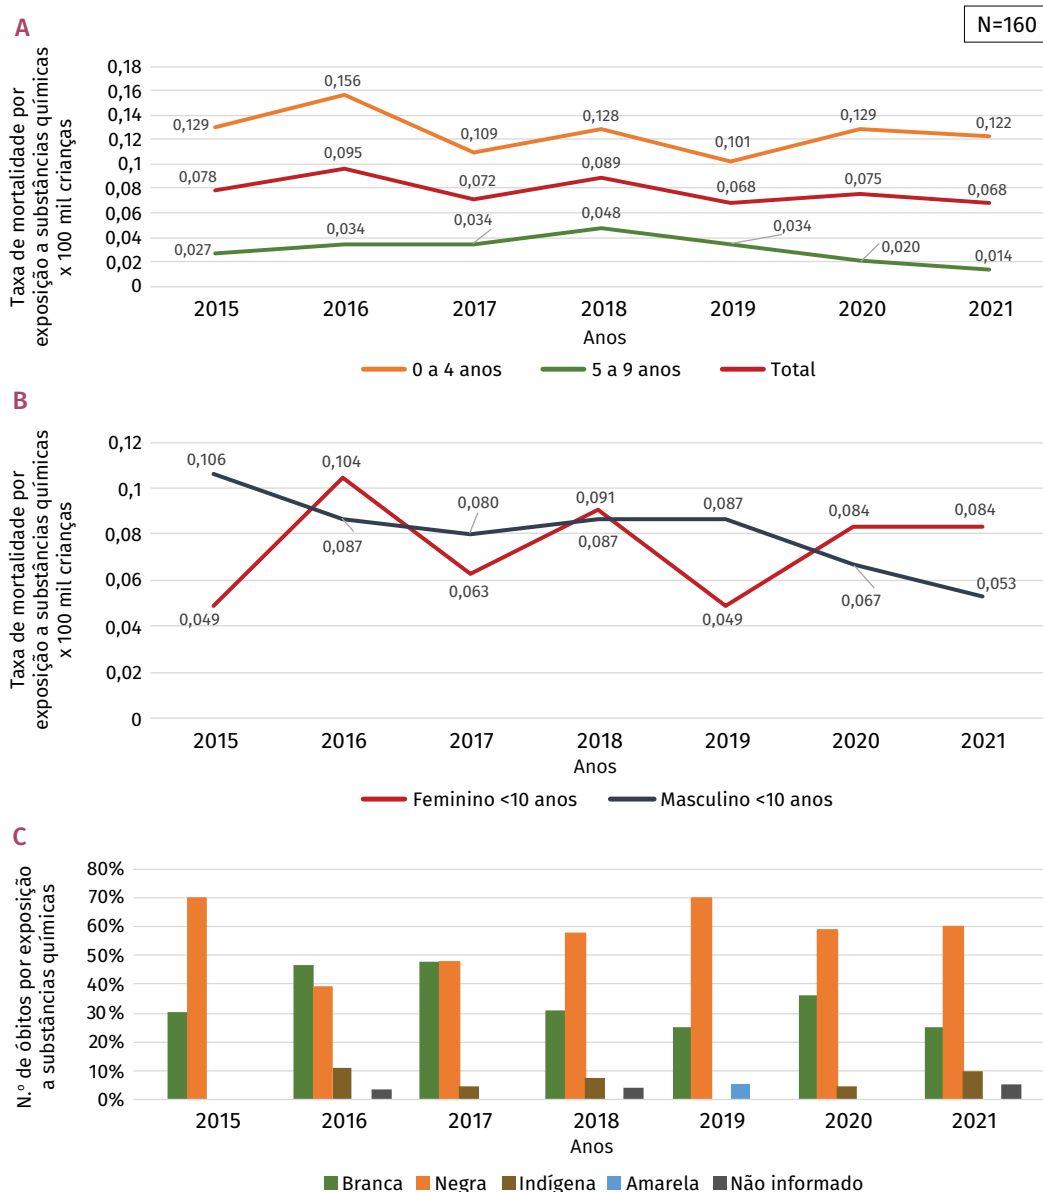 A
N=160
Taxa de mortalidade por
exposição a substâncias químicas
x 100 mil crianças
0,18
0,16
0,14
0,12
0,1
0,08
0,06
0,04
0,02
0
0,129
0,156
0,109
0,128
0,101
0,129
0,122
0,078
0,095
0,072
0,089
0,068
0,075
0,068
0,027
0,034
0,034
0,048
0,034
0,020
0,014
2015 2016 2017 2018 2019 2020 2021
Anos
0 a 4 anos 5 a 9 anos Total
B
Taxa de mortalidade por
exposição a substâncias químicas
x 100 mil crianças
0,12
0,1
0,08
0,06
0,04
0,02
0
0,106
0,104
0,080
0,091
0,087
0,084
0,084
0,049
0,087
0,063
0,087
0,049
0,067
0,053
2015 2016 2017 2018 2019 2020 2021
Anos
Feminino <10 anos Masculino <10 anos
C
N.º de óbitos por exposição
a substâncias químicas
80%
70%
60%
50%
40%
30%
20%
10%
0%
2015 2016 2017 2018 2019 2020 2021
Anos
Branca Negra Indígena Amarela Não informado